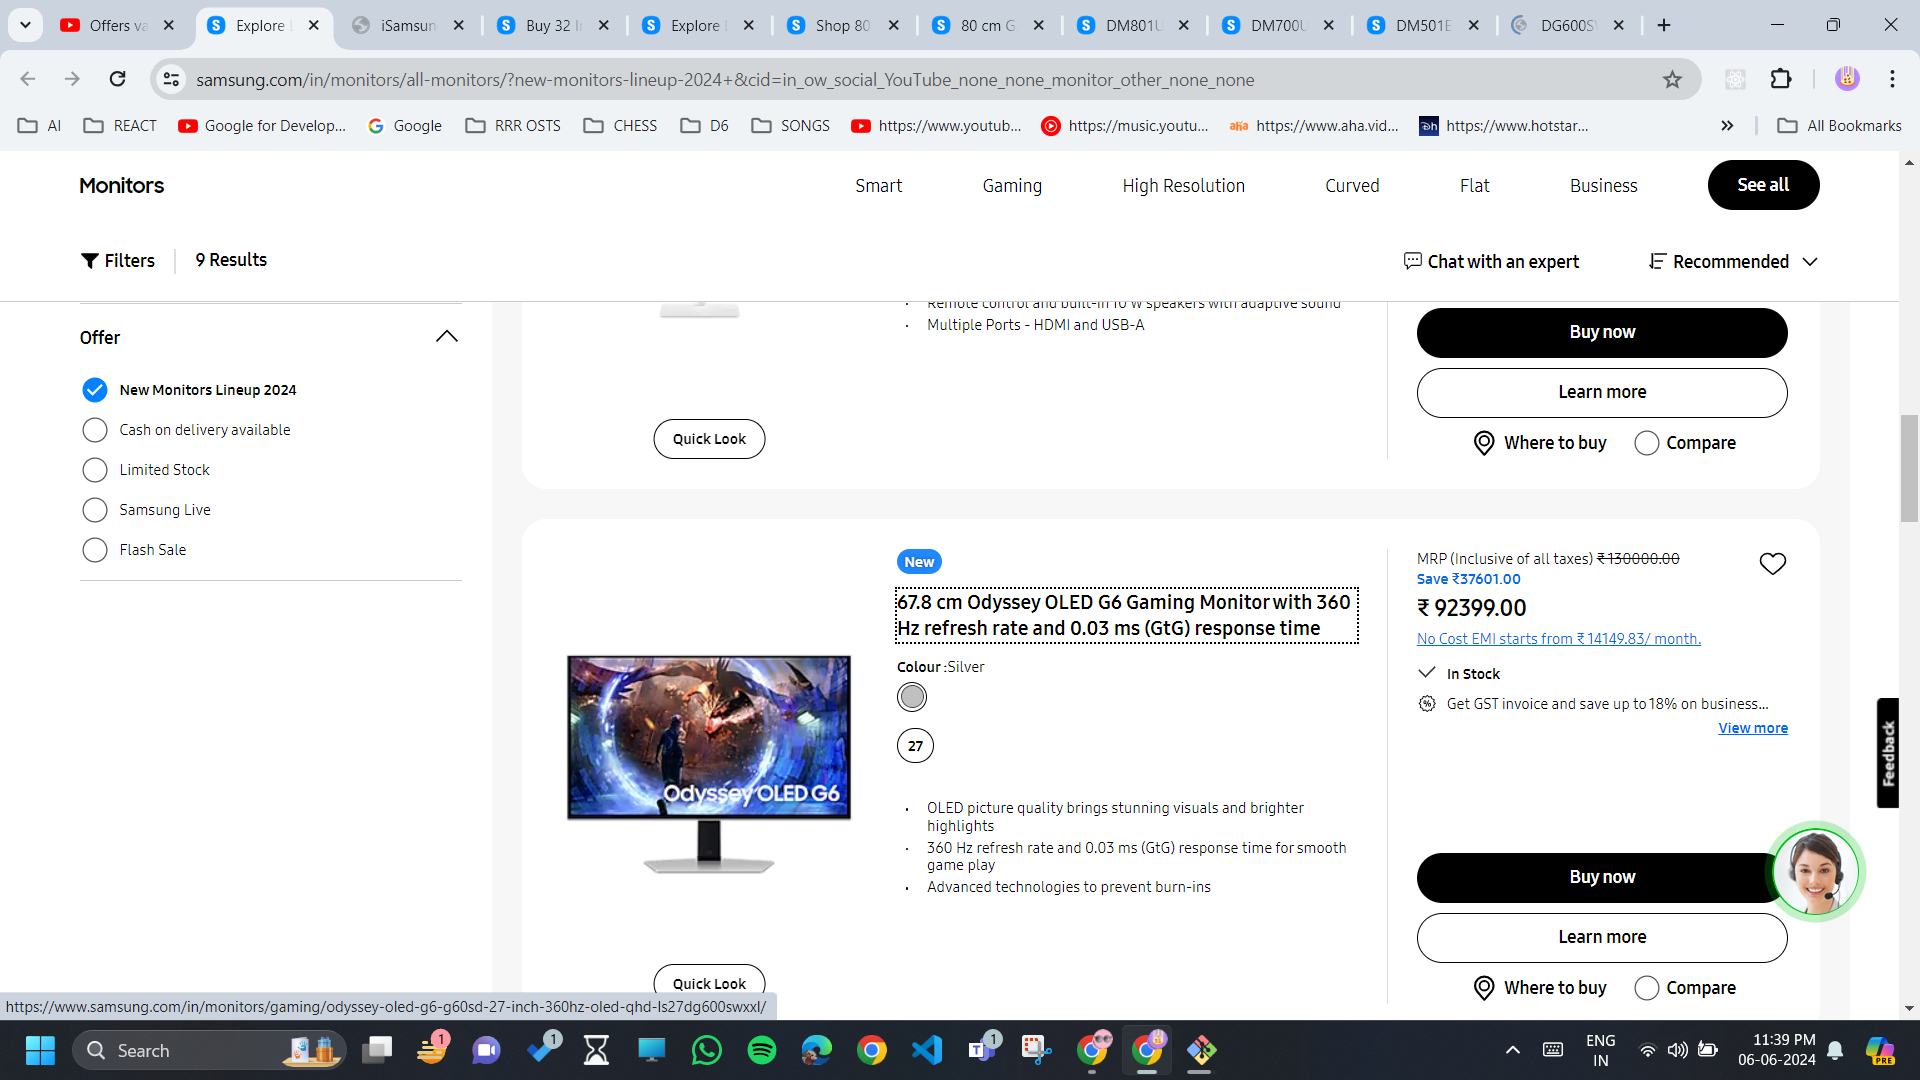 Offers va
Explore
iSamsun
Buy 32 I
Explore
Shop 80
80 cm G
DM801U
DM700U
DM501E
DG600S
samsung.com/in/monitors/all-monitors/?new-monitors-lineup-2024+&cid=in_ow_social_YouTube_none_none_monitor_other_none_none
AI
REACT
Google for Develop...
Google
RRR OSTS
CHESS
D6
SONGS
https://www.youtub...
https://music.youtu...
aha
https://www.aha.vid...
https://www.hotstar...
All Bookmarks
Monitors
Smart
Gaming
High Resolution
Curved
Flat
Business
See all
Filters
9 Results
Chat with an expert
Recommended
Offer
New Monitors Lineup 2024
Cash on delivery available
Limited Stock
Samsung Live
Flash Sale
Remote control and built-in 10 W speakers with adaptive sound
Multiple Ports - HDMI and USB-A
Quick Look
Buy now
Learn more
Where to buy
Compare
New
67.8 cm Odyssey OLED G6 Gaming Monitor with 360
Hz refresh rate and 0.03 ms (GtG) response time
Colour :Silver
27
OLED picture quality brings stunning visuals and brighter
highlights
360 Hz refresh rate and 0.03 ms (GtG) response time for smooth
game play
Advanced technologies to prevent burn-ins
Odyssey OLED G6
Quick Look
MRP (Inclusive of all taxes) ₹ 130000.00
Save ₹37601.00
₹ 92399.00
No Cost EMI starts from ₹ 14149.83/ month.
In Stock
Get GST invoice and save up to 18% on business...
View more
Feedback
Buy now
Learn more
Where to buy
Compare
https://www.samsung.com/in/monitors/gaming/odyssey-oled-g6-g60sd-27-inch-360hz-oled-qhd-ls27dg600swxxl/
Search
1
1
1
ENG
IN
11:39 PM
06-06-2024
PRE